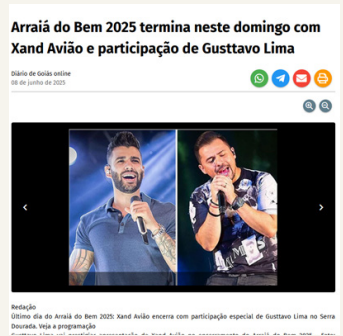 Arraiá do Bem 2025 termina neste domingo com
Xand Avião e participação de Gusttavo Lima
Diário de Goiás online
08 de junho de 2025
Redação
Último dia do Arraiá do Bem 2025: Xand Avião encerra com participação especial de Gusttavo Lima no Serra
Dourada. Veja a programação